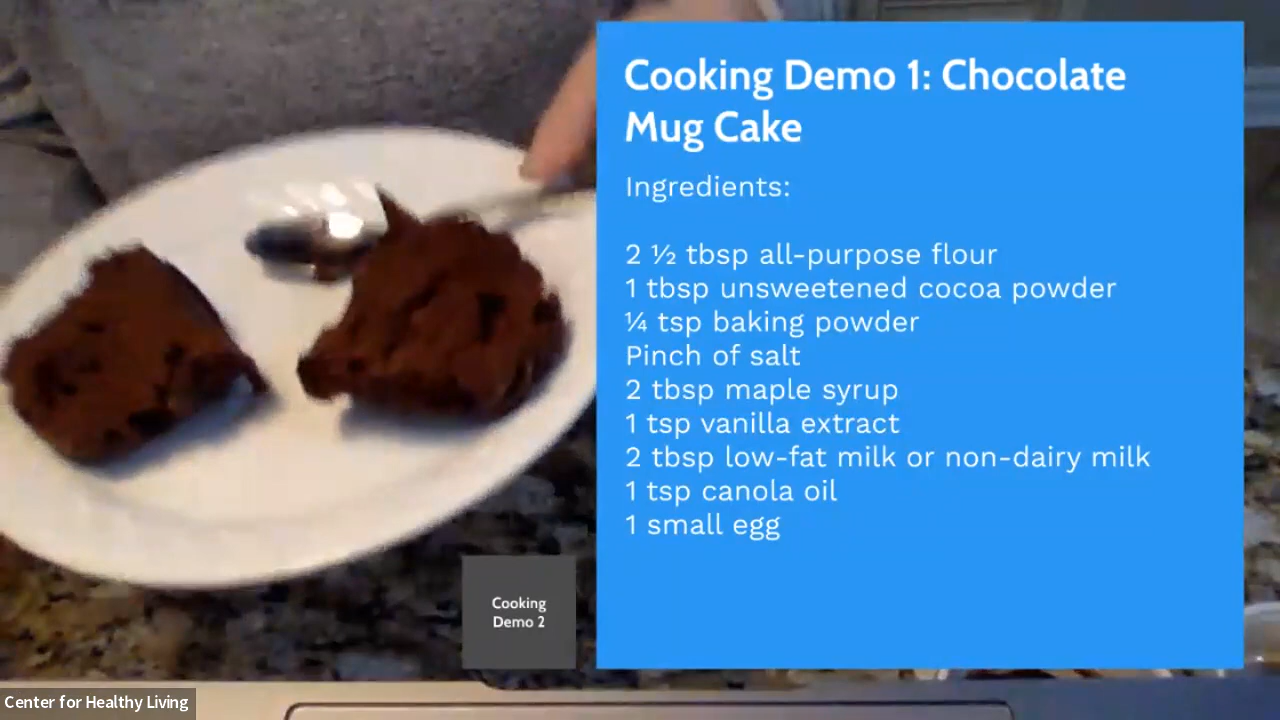 Cooking Demo 1: Chocolate
Mug Cake
Ingredients:
2 ½ tbsp all-purpose flour
1 tbsp unsweetened cocoa powder
¼ tsp baking powder
Pinch of salt
2 tbsp maple syrup
1 tsp vanilla extract
2 tbsp low-fat milk or non-dairy milk
1 tsp canola oil
1 small egg
Cooking
Demo 2
Center for Healthy Living